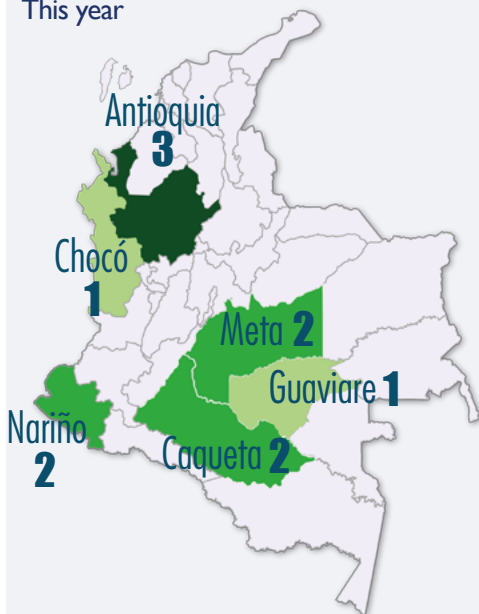 This year
Antioquia
3
Chocó
1
Meta 2
Guaviare 1
Nariño
2
Caqueta 2